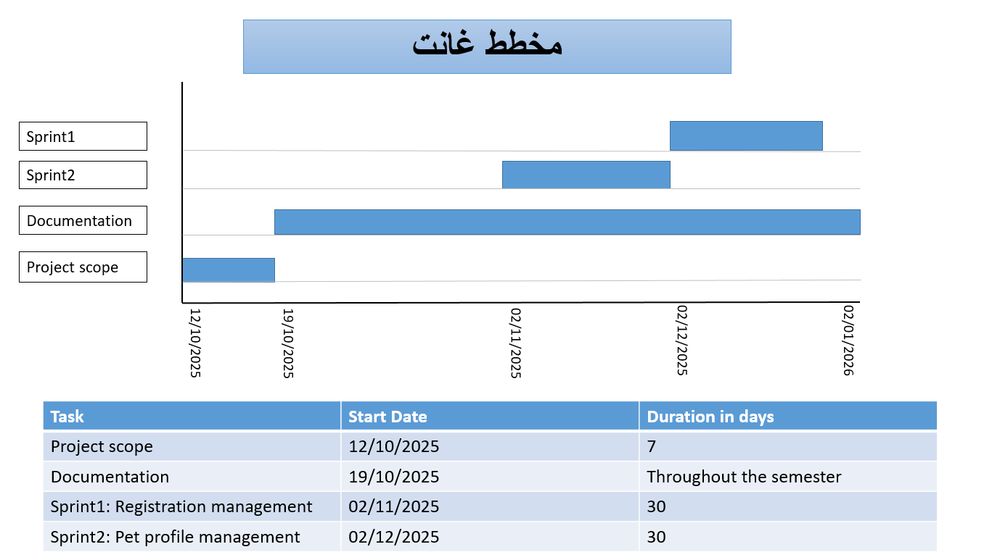 مخطط غانت
Sprint1
Sprint2
Documentation
Project scope
12/10/2025
19/10/2025
02/11/2025
02/12/2025
02/01/2026
Task Start Date Duration in days
Project scope 12/10/2025 7
Documentation 19/10/2025 Throughout the semester
Sprint1: Registration management 02/11/2025 30
Sprint2: Pet profile management 02/12/2025 30